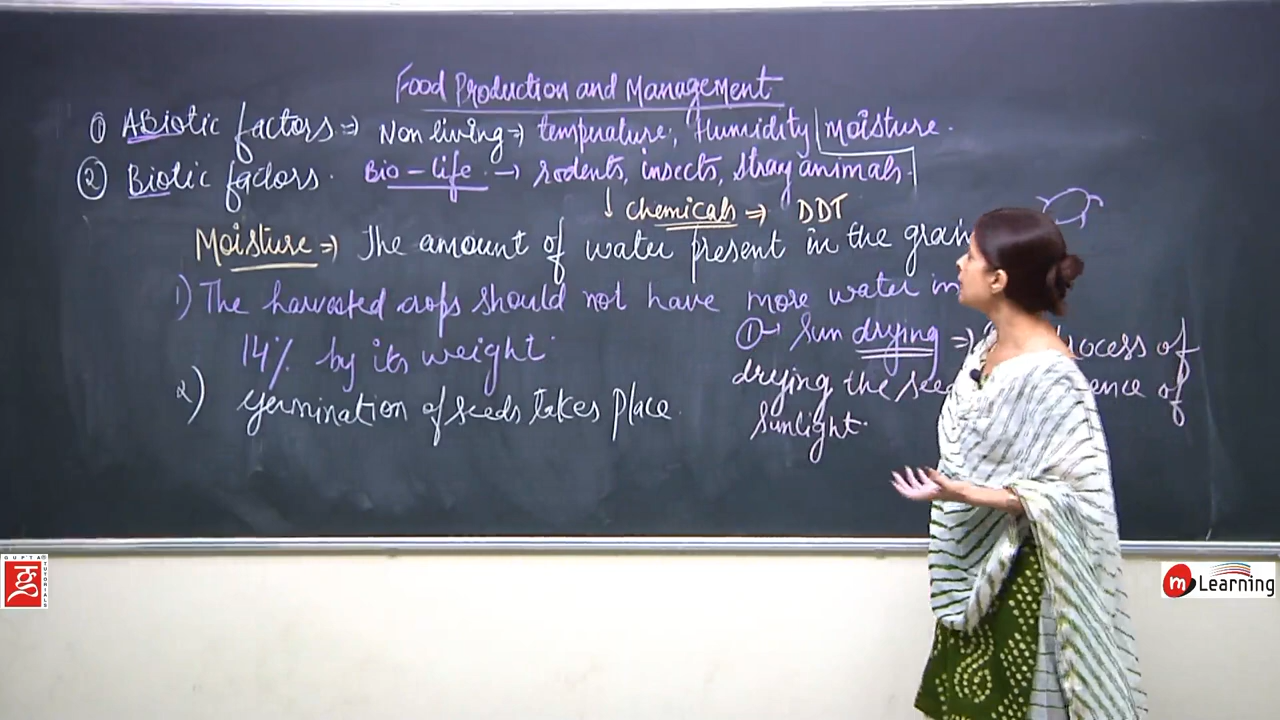 Food Production and Management
① ABiotic factors ⇒ Non living → temperature, Humidity moisture.
② Biotic factors. Bio - life → rodents, insects, stray animals.
↓ chemicals ⇒ DDT
Moisture ⇒ The amount of water present in the grain
1) The harvested crops should not have more water in
14% by its weight.
2) germination of seeds takes place.
① → Sun drying ⇒ process of
drying the seed of
sunlight.
GUPTA TUTORIALS
m Learning